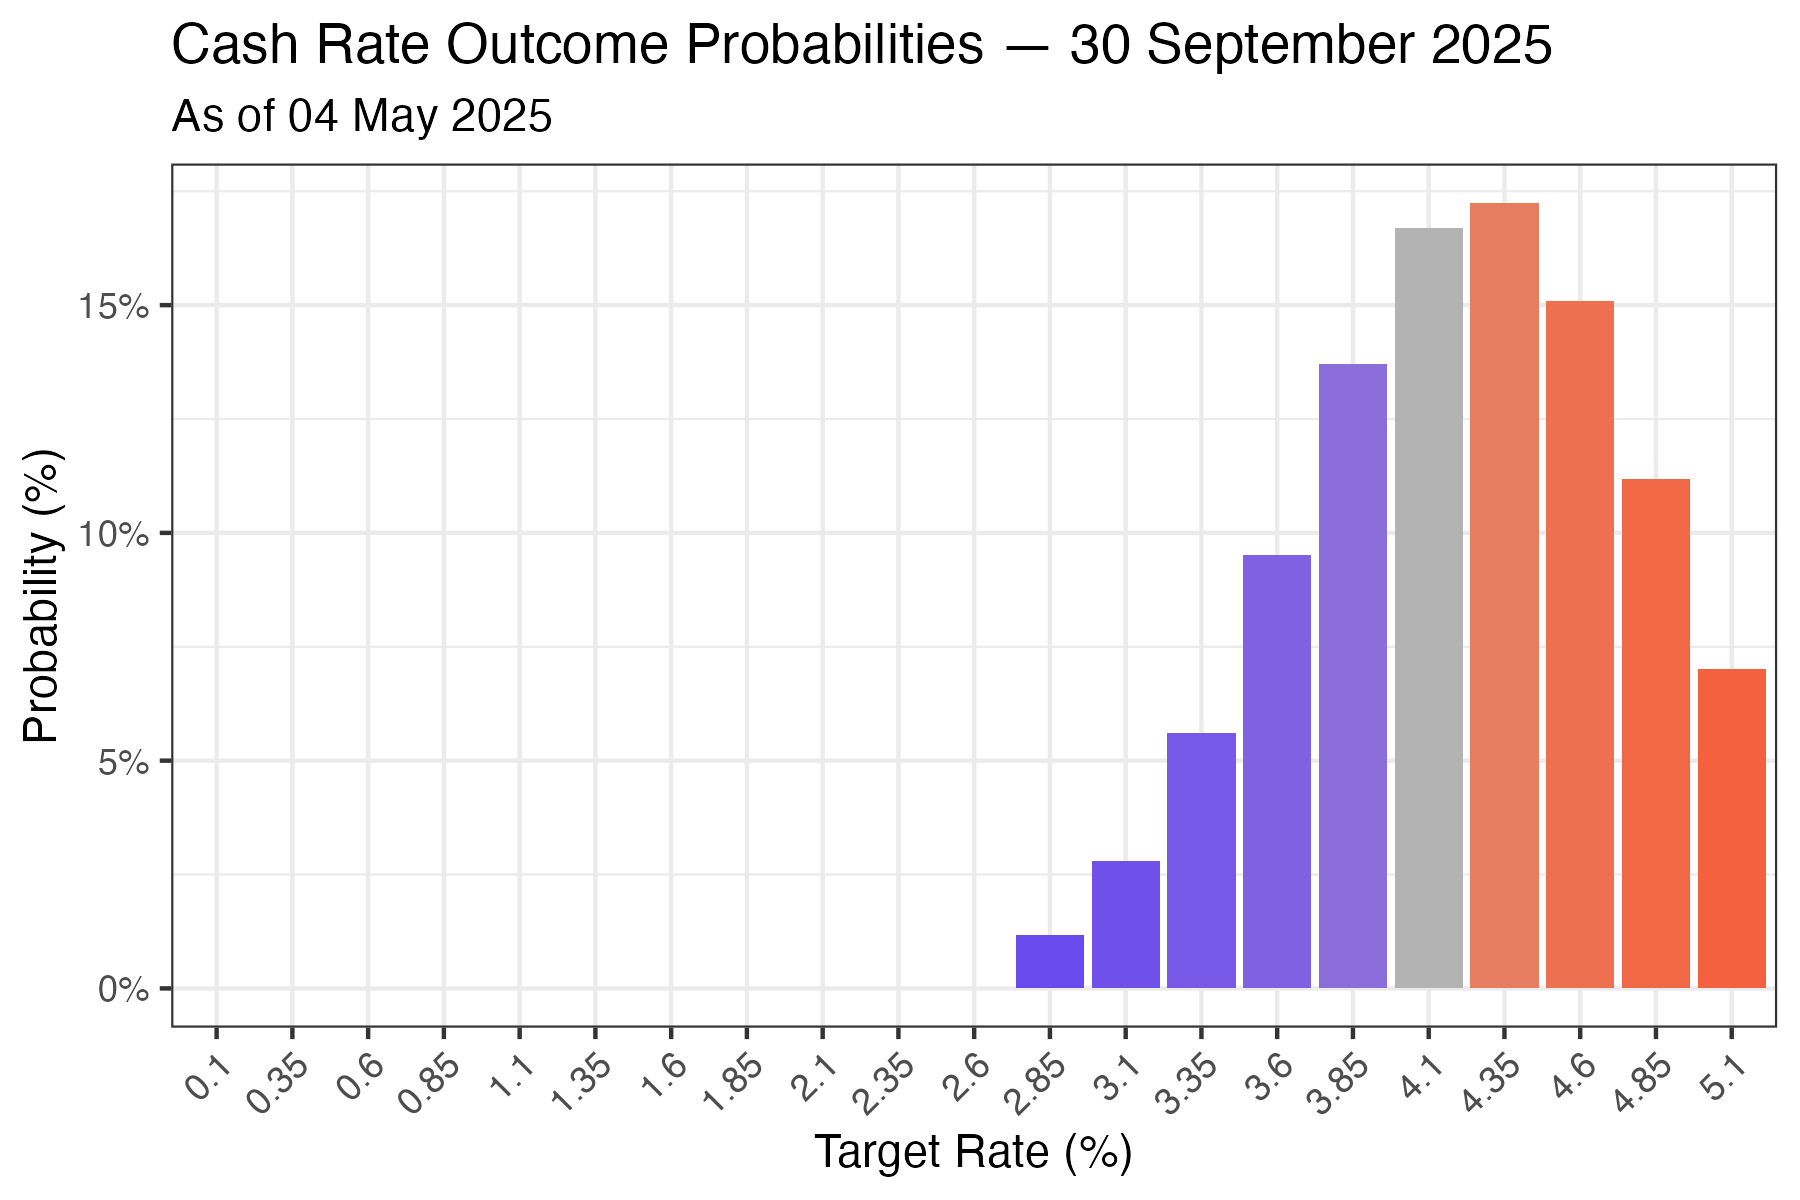 Cash Rate Outcome Probabilities — 30 September 2025
As of 04 May 2025
Probability (%)
15%
10%
5%
0%
0.1 0.35 0.6 0.85 1.1 1.35 1.6 1.85 2.1 2.35 2.6 2.85 3.1 3.35 3.6 3.85 4.1 4.35 4.6 4.85 5.1
Target Rate (%)